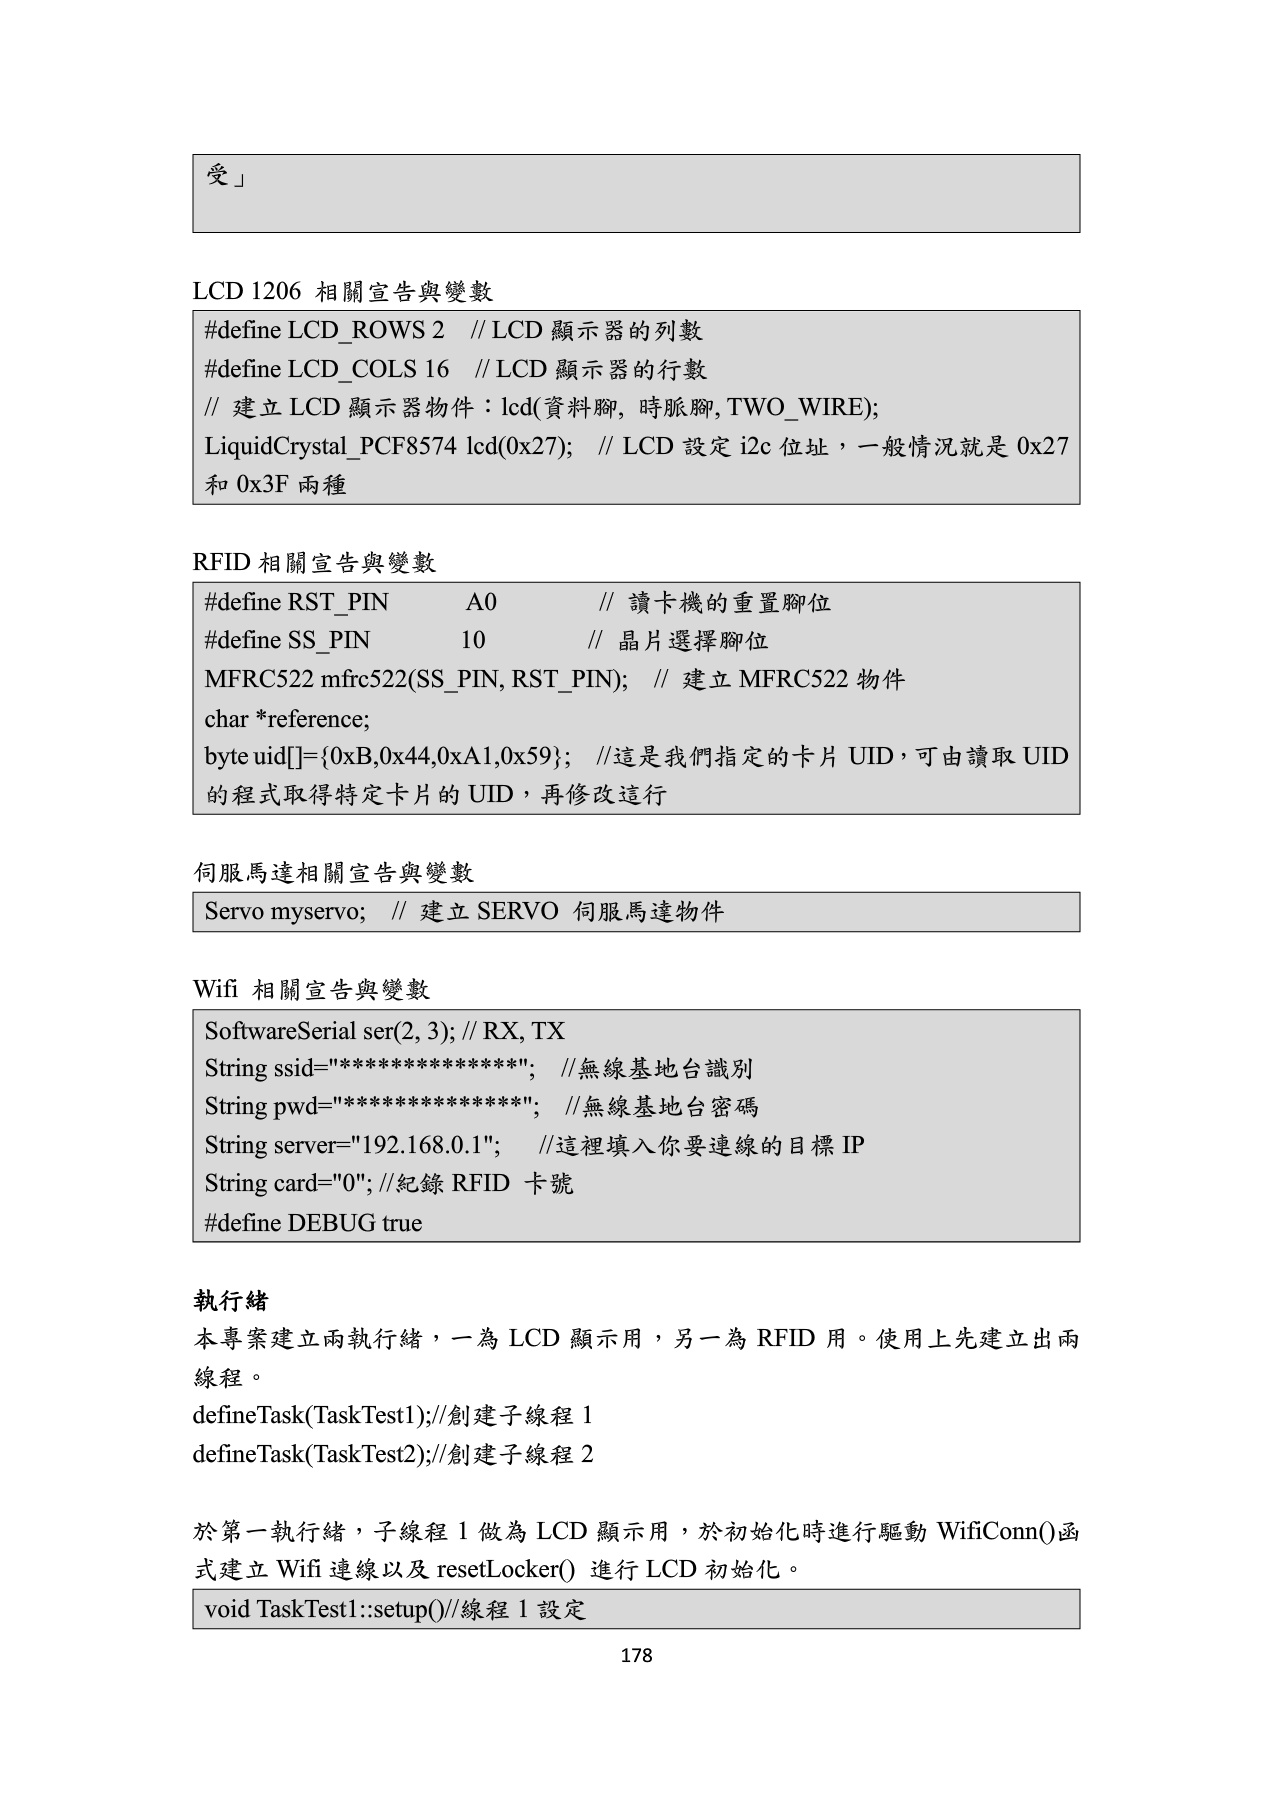 受」
LCD 1206 相關宣告與變數
#define LCD_ROWS 2 // LCD 顯示器的列數
#define LCD_COLS 16 // LCD 顯示器的行數
// 建立 LCD 顯示器物件：lcd(資料腳, 時脈腳, TWO_WIRE);
LiquidCrystal_PCF8574 lcd(0x27); // LCD 設定 i2c 位址，一般情況就是 0x27
和 0x3F 兩種
RFID 相關宣告與變數
#define RST_PIN A0 // 讀卡機的重置腳位
#define SS_PIN 10 // 晶片選擇腳位
MFRC522 mfrc522(SS_PIN, RST_PIN); // 建立 MFRC522 物件
char *reference;
byte uid[]={0xB,0x44,0xA1,0x59}; //這是我們指定的卡片 UID，可由讀取 UID
的程式取得特定卡片的 UID，再修改這行
伺服馬達相關宣告與變數
Servo myservo; // 建立 SERVO 伺服馬達物件
Wifi 相關宣告與變數
SoftwareSerial ser(2, 3); // RX, TX
String ssid="**************"; //無線基地台識別
String pwd="**************"; //無線基地台密碼
String server="192.168.0.1"; //這裡填入你要連線的目標 IP
String card="0"; //紀錄 RFID 卡號
#define DEBUG true
執行緒
本專案建立兩執行緒，一為 LCD 顯示用，另一為 RFID 用。使用上先建立出兩
線程。
defineTask(TaskTest1);//創建子線程 1
defineTask(TaskTest2);//創建子線程 2
於第一執行緒，子線程 1 做為 LCD 顯示用，於初始化時進行驅動 WifiConn()函
式建立 Wifi 連線以及 resetLocker() 進行 LCD 初始化。
void TaskTest1::setup()//線程 1 設定
178